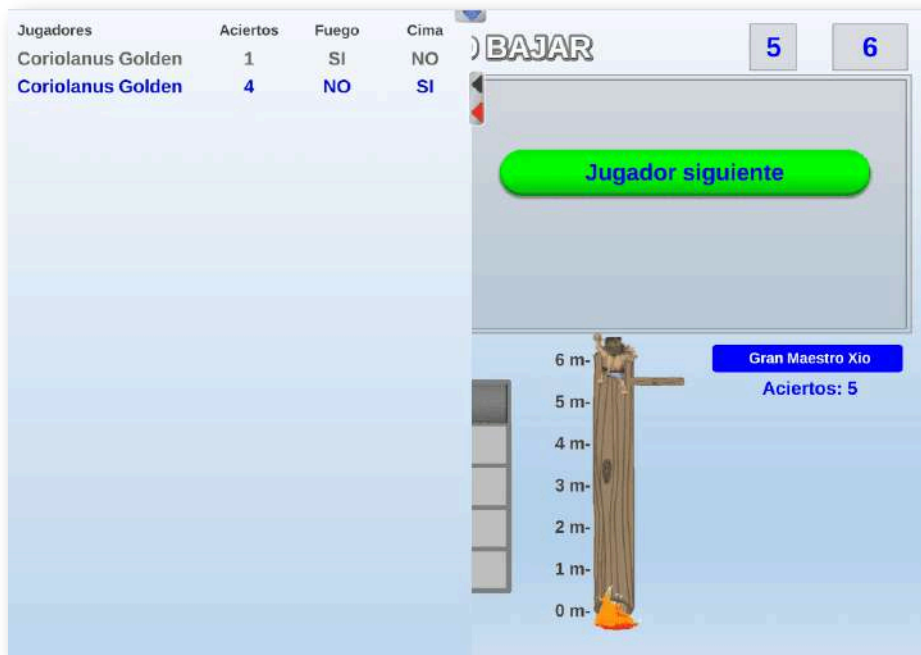 Jugadores Aciertos Fuego Cima
Coriolanus Golden 1 SI NO
Coriolanus Golden 4 NO SI
O BAJAR
5 6
Jugador siguiente
6 m-
Gran Maestro Xio
Aciertos: 5
5 m-
4 m-
3 m-
2 m-
1 m-
0 m-